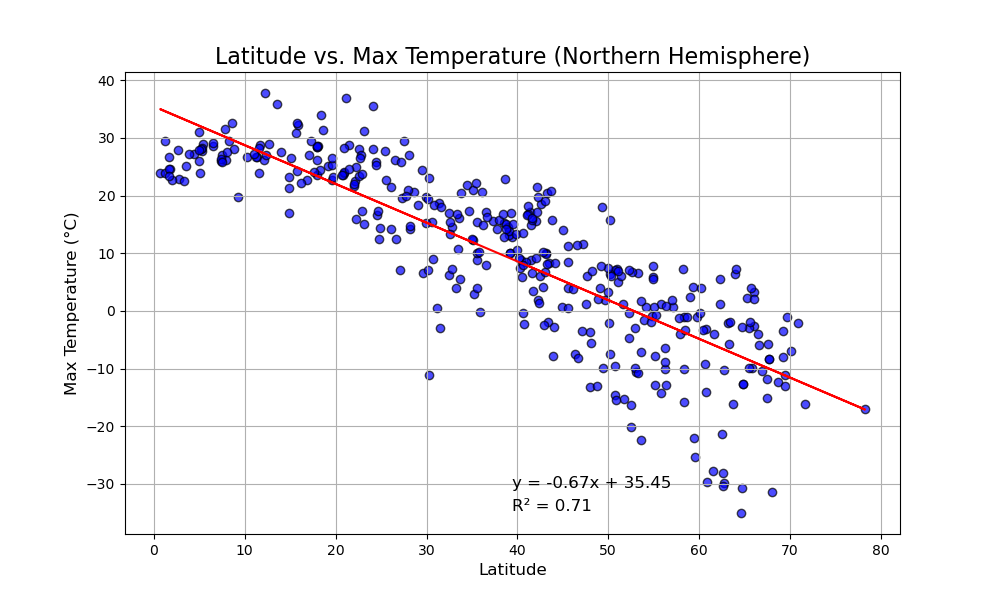 Latitude vs. Max Temperature (Northern Hemisphere)
40
30
20
10
0
−10
−20
−30
Max Temperature (°C)
y = -0.67x + 35.45
R² = 0.71
0 10 20 30 40 50 60 70 80
Latitude